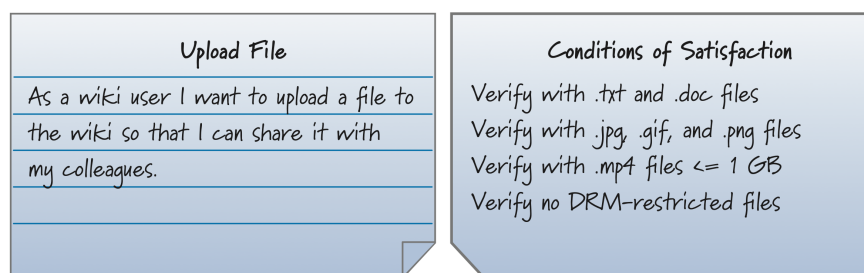 Upload File
As a wiki user I want to upload a file to
the wiki so that I can share it with
my colleagues.
Conditions of Satisfaction
Verify with .txt and .doc files
Verify with .jpg, .gif, and .png files
Verify with .mp4 files <= 1 GB
Verify no DRM-restricted files